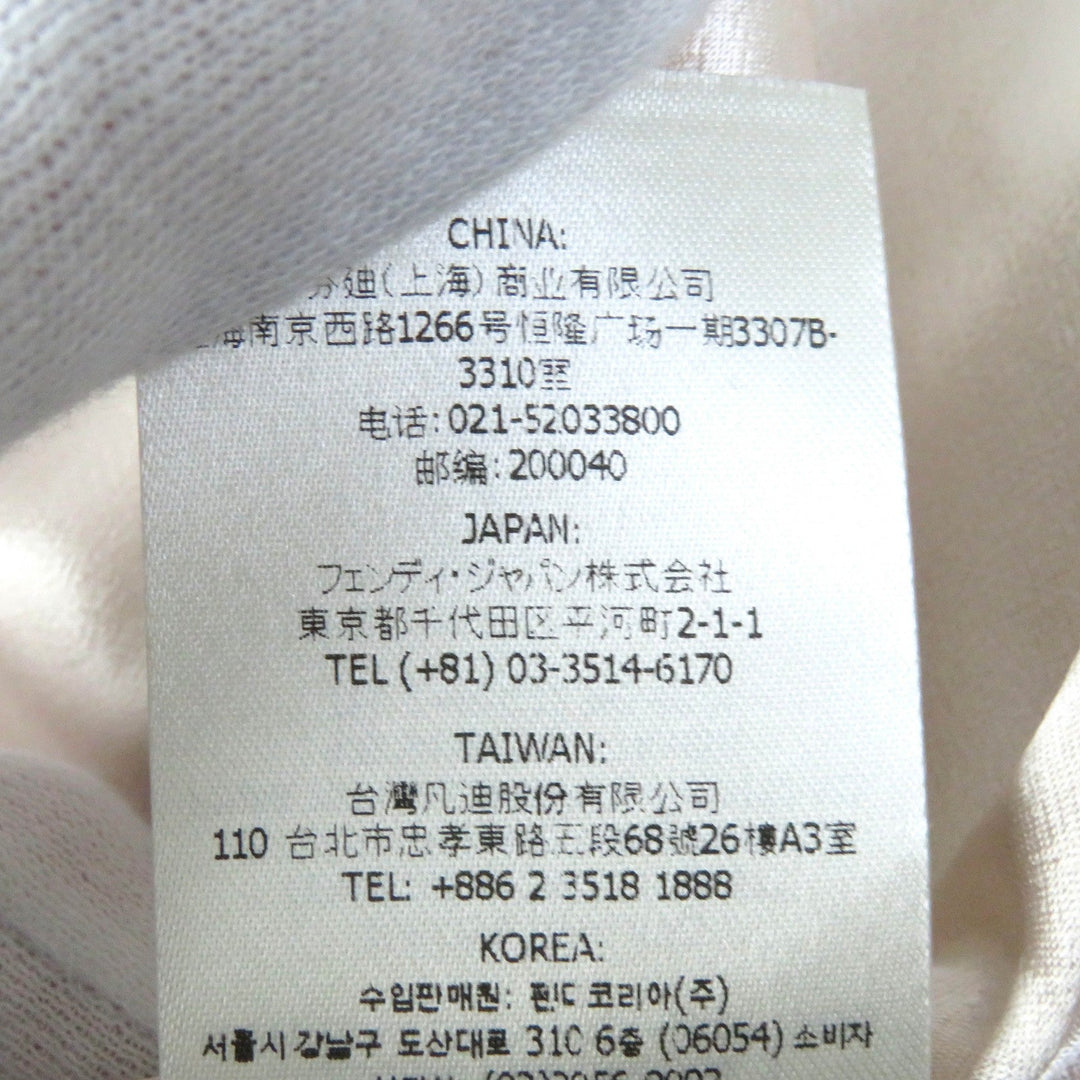 CHINA:
芬迪(上海)商业有限公司
海南京西路1266号恒隆广场一期3307B-
3310室
电话:021-52033800
邮编:200040
JAPAN:
フェンディ・ジャパン株式会社
東京都千代田区平河町2-1-1
TEL (+81) 03-3514-6170
TAIWAN:
台灣凡迪股份有限公司
110 台北市忠孝東路五段68號26樓A3室
TEL: +886 2 3518 1888
KOREA:
수입판매원: 펜디 코리아(주)
서울시 강남구 도산대로 310 6층 (06054) 소비자